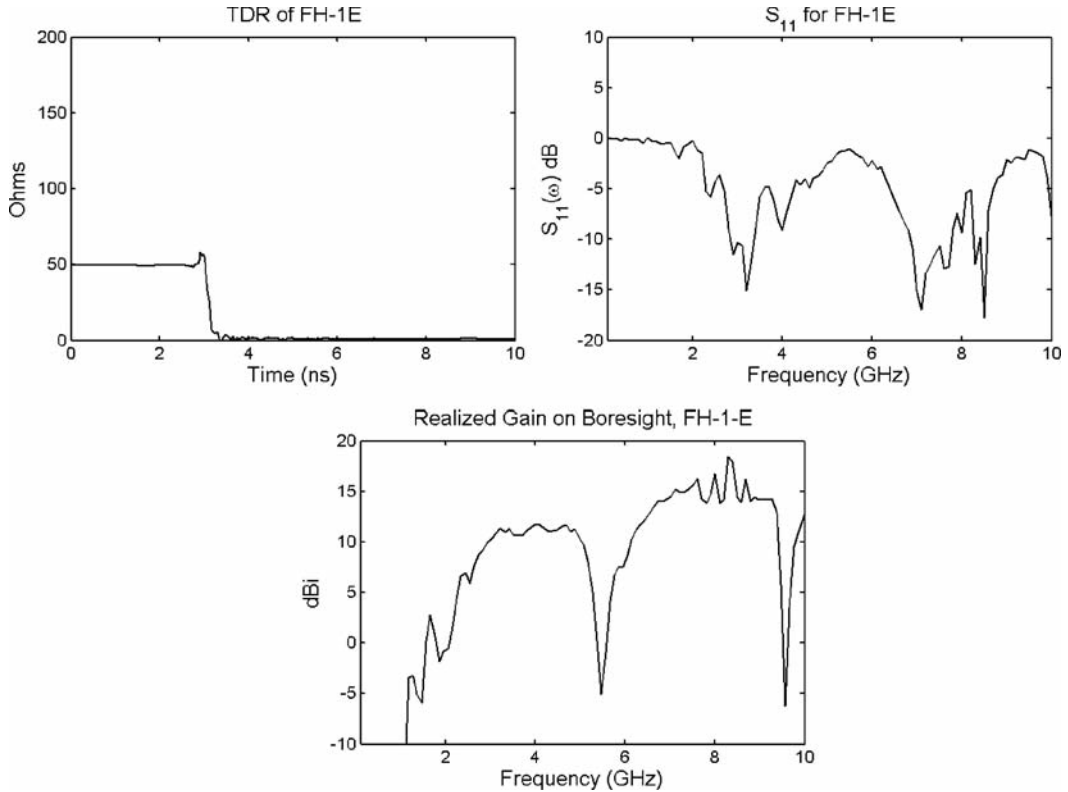 TDR of FH-1E
200
150
100
50
0
Ohms
0 2 4 6 8 10
Time (ns)
S11 for FH-1E
10
5
0
-5
-10
-15
-20
S11(ω) dB
2 4 6 8 10
Frequency (GHz)
Realized Gain on Boresight, FH-1-E
20
15
10
5
0
-5
-10
dBi
2 4 6 8 10
Frequency (GHz)